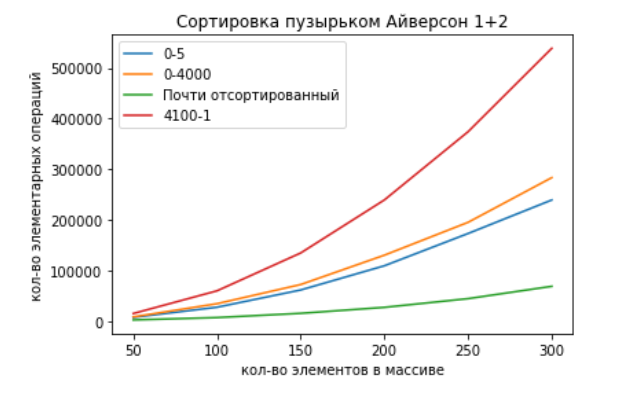 Сортировка пузырьком Айверсон 1+2
0-5
0-4000
Почти отсортированный
4100-1
кол-во элементарных операций
500000
400000
300000
200000
100000
0
50 100 150 200 250 300
кол-во элементов в массиве